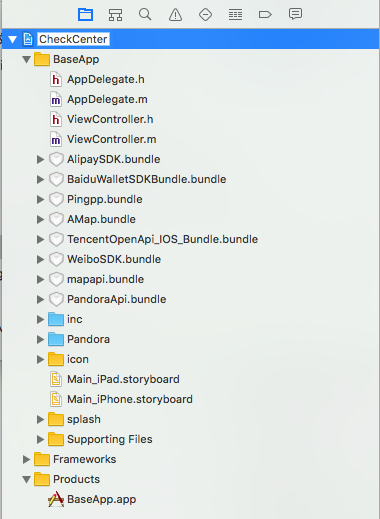 CheckCenter
BaseApp
h AppDelegate.h
m AppDelegate.m
h ViewController.h
m ViewController.m
AlipaySDK.bundle
BaiduWalletSDKBundle.bundle
Pingpp.bundle
AMap.bundle
TencentOpenApi_IOS_Bundle.bundle
WeiboSDK.bundle
mapapi.bundle
PandoraApi.bundle
inc
Pandora
icon
Main_iPad.storyboard
Main_iPhone.storyboard
splash
Supporting Files
Frameworks
Products
BaseApp.app